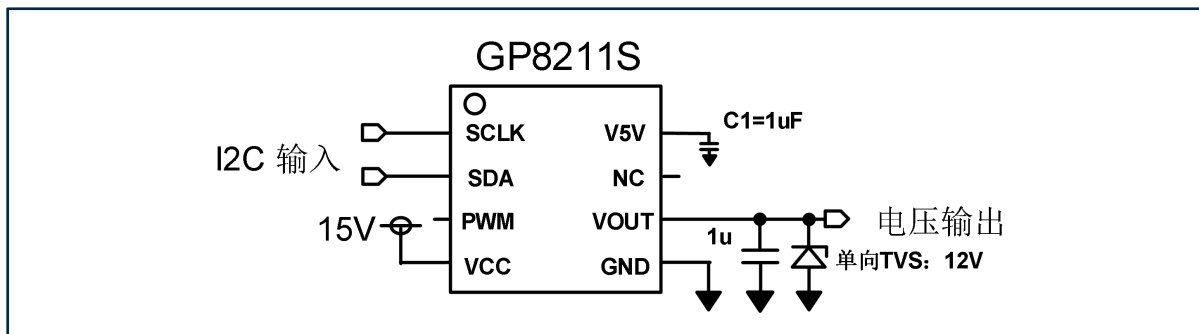 GP8211S
SCLK V5V C1=1uF
I2C 输入
SDA NC
15V PWM VOUT 1u 电压输出
VCC GND 单向TVS：12V